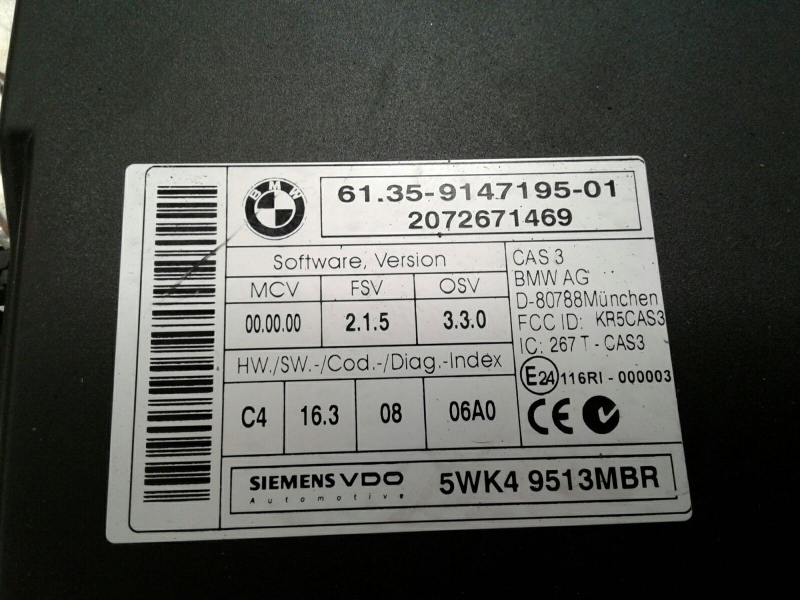 BMW
61.35-9147195-01
2072671469
Software, Version
MCV FSV OSV
00.00.00 2.1.5 3.3.0
HW./SW.-/Cod.-/Diag.-Index
C4 16.3 08 06A0
CAS 3
BMW AG
D-80788München
FCC ID: KR5CAS3
IC: 267 T - CAS3
E24 116RI - 000003
CE
SIEMENS VDO
Automotive
5WK4 9513MBR